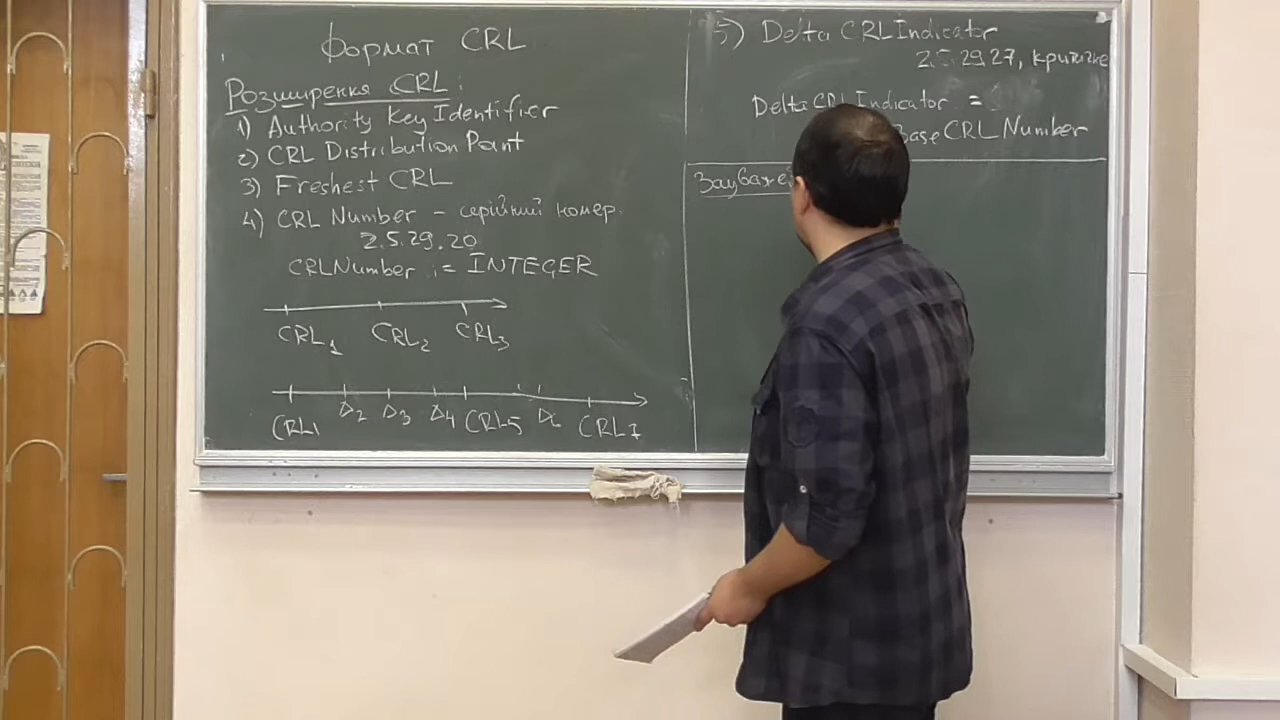 Формат CRL
Розширення CRL:
1) Authority Key Identifier
2) CRL Distribution Point
3) Freshest CRL
4) CRL Number – серійний номер.
2.5.29.20
CRLNumber := INTEGER
CRL1 CRL2 CRL3
CRL1 Δ2 Δ3 Δ4 CRL5 Δ6 CRL7
5) Delta CRL Indicator
2.5.29.27, критичне
DeltaCRLIndicator =
BaseCRLNumber